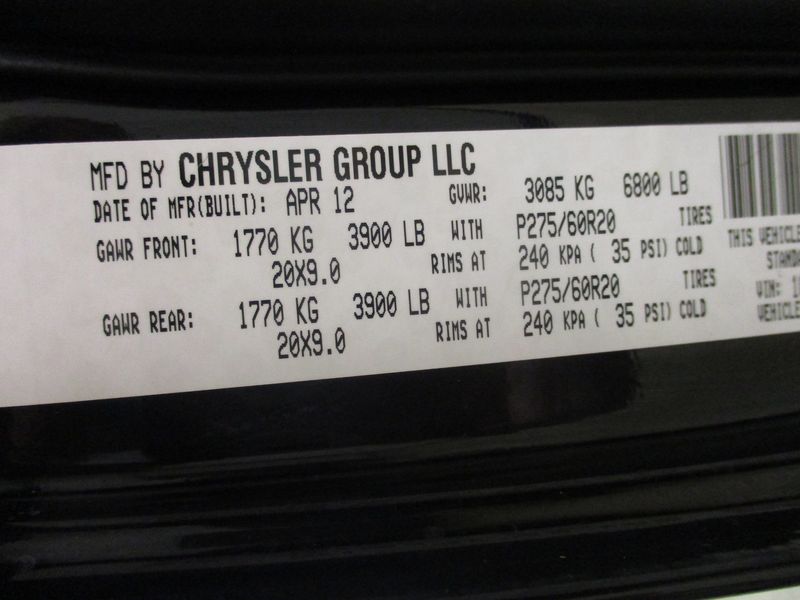 MFD BY CHRYSLER GROUP LLC
DATE OF MFR(BUILT): APR 12 GVWR: 3085 KG 6800 LB
GAWR FRONT: 1770 KG 3900 LB WITH P275/60R20 TIRES
20X9.0 RIMS AT 240 KPA ( 35 PSI) COLD
GAWR REAR: 1770 KG 3900 LB WITH P275/60R20 TIRES
20X9.0 RIMS AT 240 KPA ( 35 PSI) COLD
THIS VEHICLE
STANDA
VIN: 1
VEHICLE